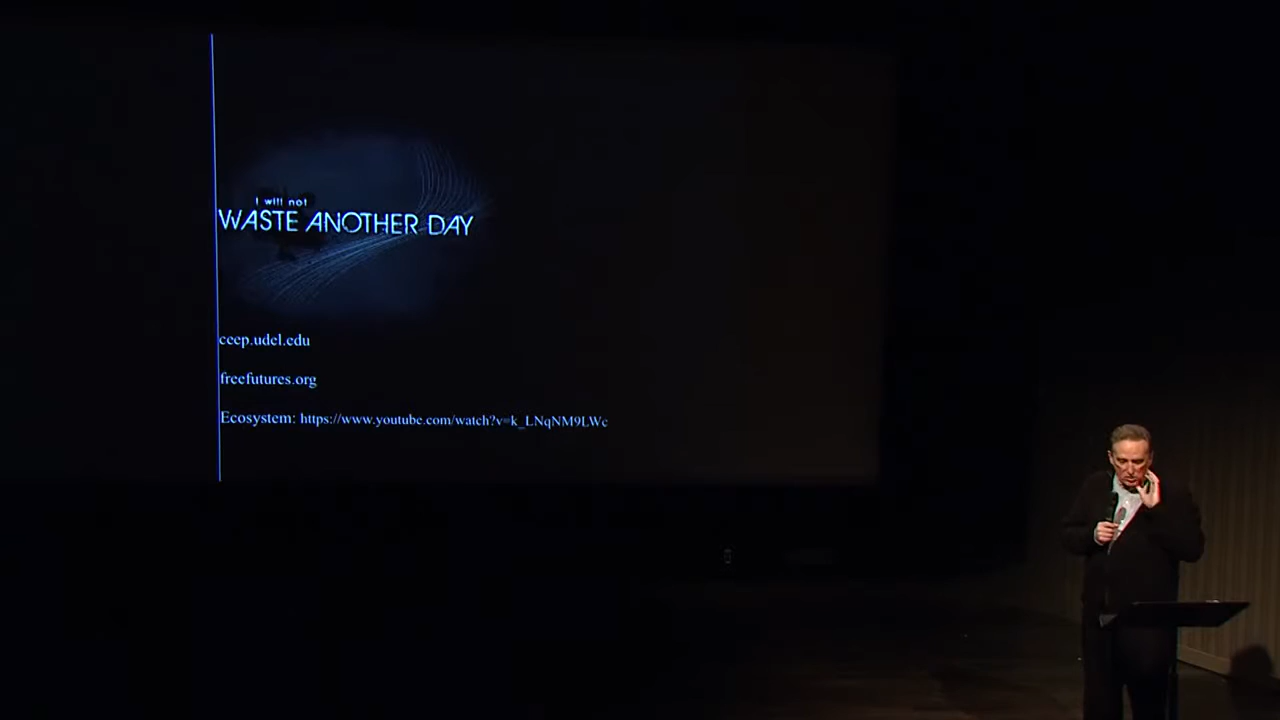 I will not
WASTE ANOTHER DAY
ceep.udel.edu
freefutures.org
Ecosystem: https://www.youtube.com/watch?v=k_LNqNM9LWc